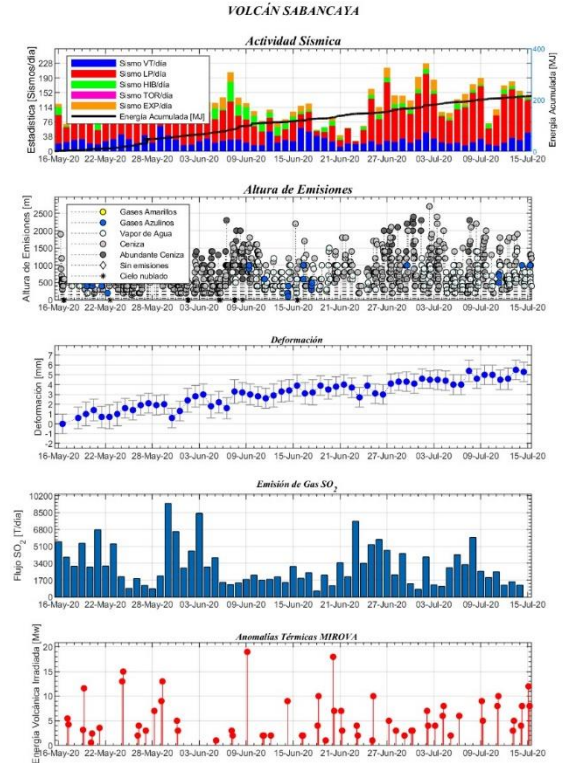 VOLCÁN SABANCAYA
Actividad Sísmica
Estadística [Sismos/día]
228
190
152
114
76
38
0
Sismo VT/día
Sismo LP/día
Sismo HIB/día
Sismo TOR/día
Sismo EXP/día
Energía Acumulada [MJ]
400
200
0
Energía Acumulada [MJ]
16-May-20 22-May-20 28-May-20 03-Jun-20 09-Jun-20 15-Jun-20 21-Jun-20 27-Jun-20 03-Jul-20 09-Jul-20 15-Jul-20
Altura de Emisiones
Altura de Emisiones [m]
2500
2000
1500
1000
500
0
Gases Amarillos
Gases Azulinos
Vapor de Agua
Ceniza
Abundante Ceniza
Sin emisiones
Cielo nublado
16-May-20 22-May-20 28-May-20 03-Jun-20 09-Jun-20 15-Jun-20 21-Jun-20 27-Jun-20 03-Jul-20 09-Jul-20 15-Jul-20
Deformación
Deformación [mm]
7
6
5
4
3
2
1
0
-1
-2
16-May-20 22-May-20 28-May-20 03-Jun-20 09-Jun-20 15-Jun-20 21-Jun-20 27-Jun-20 03-Jul-20 09-Jul-20 15-Jul-20
Emisión de Gas SO2
Flujo SO2 [T/día]
10200
8500
6800
5100
3400
1700
0
16-May-20 22-May-20 28-May-20 03-Jun-20 09-Jun-20 15-Jun-20 21-Jun-20 27-Jun-20 03-Jul-20 09-Jul-20 15-Jul-20
Anomalías Térmicas MIROVA
Energía Volcánica Irradiada [Mw]
20
15
10
5
0
16-May-20 22-May-20 28-May-20 03-Jun-20 09-Jun-20 15-Jun-20 21-Jun-20 27-Jun-20 03-Jul-20 09-Jul-20 15-Jul-20